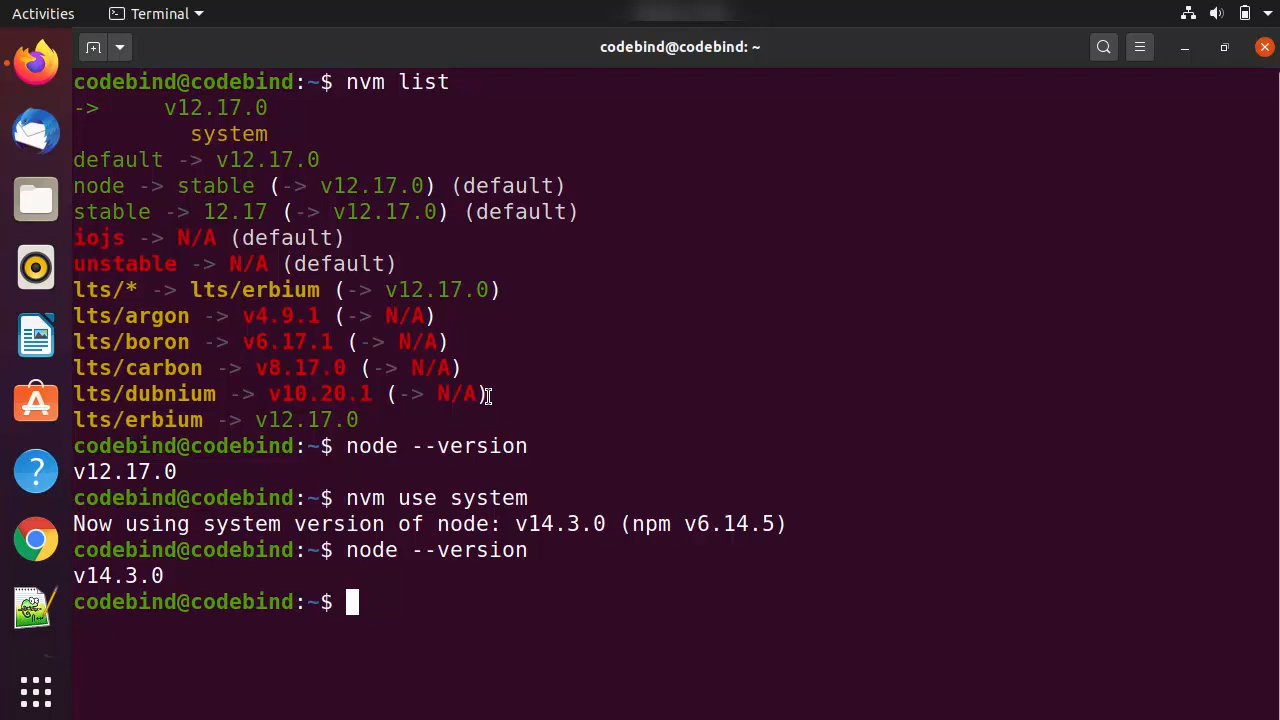 Activities
Terminal
codebind@codebind: ~
codebind@codebind:~$ nvm list
->      v12.17.0
         system
default -> v12.17.0
node -> stable (-> v12.17.0) (default)
stable -> 12.17 (-> v12.17.0) (default)
iojs -> N/A (default)
unstable -> N/A (default)
lts/* -> lts/erbium (-> v12.17.0)
lts/argon -> v4.9.1 (-> N/A)
lts/boron -> v6.17.1 (-> N/A)
lts/carbon -> v8.17.0 (-> N/A)
lts/dubnium -> v10.20.1 (-> N/A)
lts/erbium -> v12.17.0
codebind@codebind:~$ node --version
v12.17.0
codebind@codebind:~$ nvm use system
Now using system version of node: v14.3.0 (npm v6.14.5)
codebind@codebind:~$ node --version
v14.3.0
codebind@codebind:~$